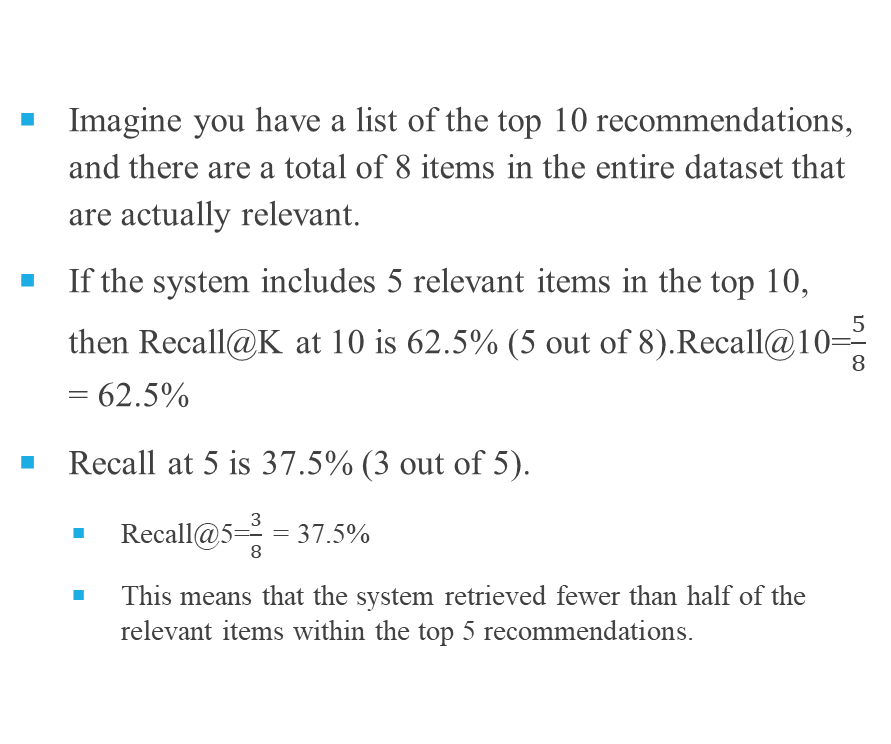 Imagine you have a list of the top 10 recommendations,
and there are a total of 8 items in the entire dataset that
are actually relevant.
If the system includes 5 relevant items in the top 10,
then Recall@K at 10 is 62.5% (5 out of 8).Recall@10=5/8
= 62.5%
Recall at 5 is 37.5% (3 out of 5).
Recall@5=3/8 = 37.5%
This means that the system retrieved fewer than half of the
relevant items within the top 5 recommendations.